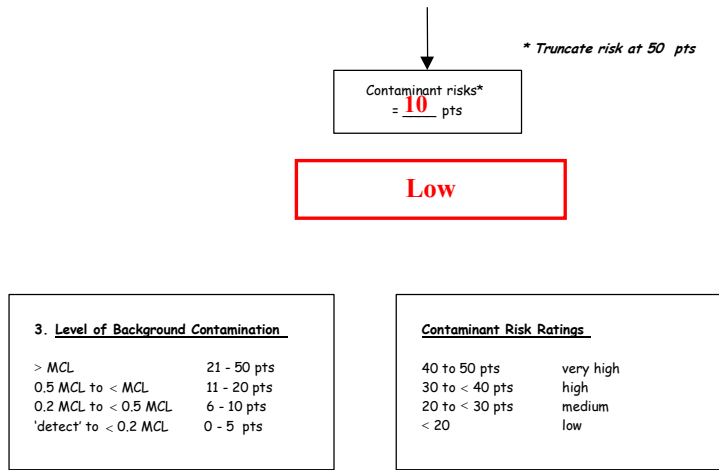 * Truncate risk at 50 pts
Contaminant risks*
= 10 pts
Low
3. Level of Background Contamination
> MCL 21 - 50 pts
0.5 MCL to < MCL 11 - 20 pts
0.2 MCL to < 0.5 MCL 6 - 10 pts
‘detect’ to < 0.2 MCL 0 - 5 pts
Contaminant Risk Ratings
40 to 50 pts very high
30 to < 40 pts high
20 to < 30 pts medium
< 20 low